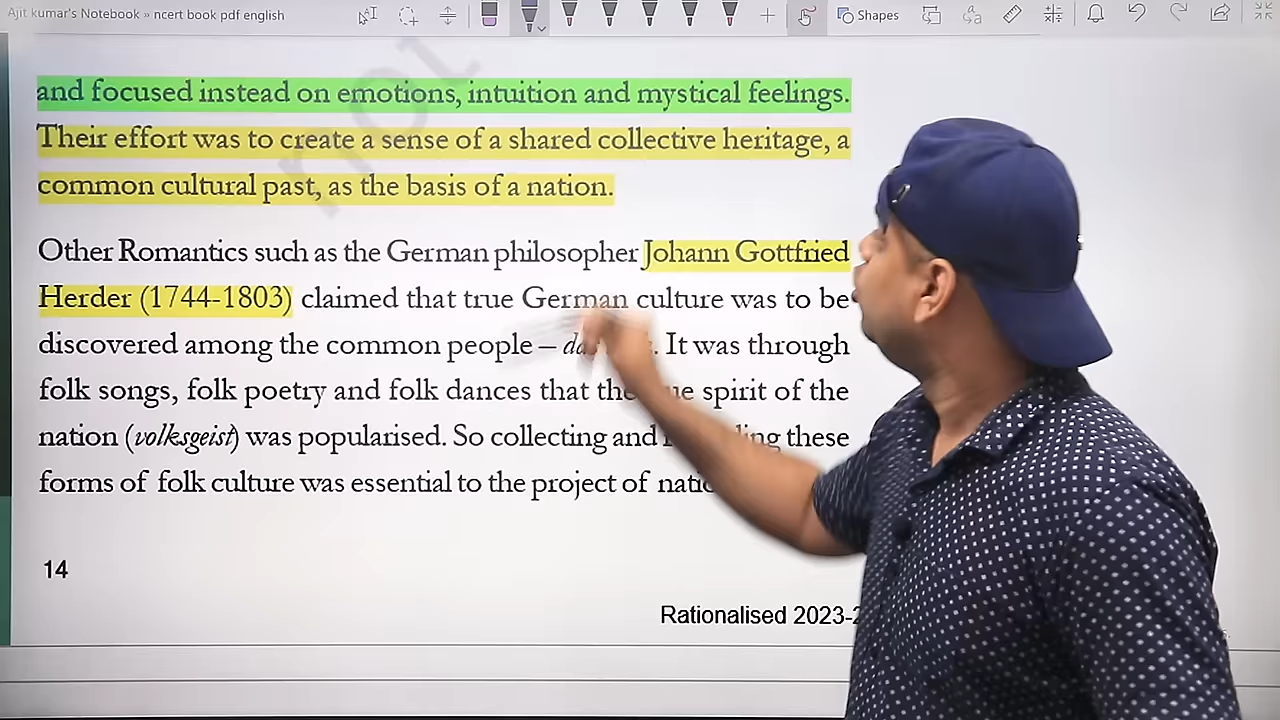 Ajit kumar's Notebook » ncert book pdf english
Shapes
and focused instead on emotions, intuition and mystical feelings.
Their effort was to create a sense of a shared collective heritage, a
common cultural past, as the basis of a nation.
Other Romantics such as the German philosopher Johann Gottfried
Herder (1744-1803) claimed that true German culture was to be
discovered among the common people – It was through
folk songs, folk poetry and folk dances that the spirit of the
nation (volksgeist) was popularised. So collecting and these
forms of folk culture was essential to the project of
14
Rationalised 2023-2